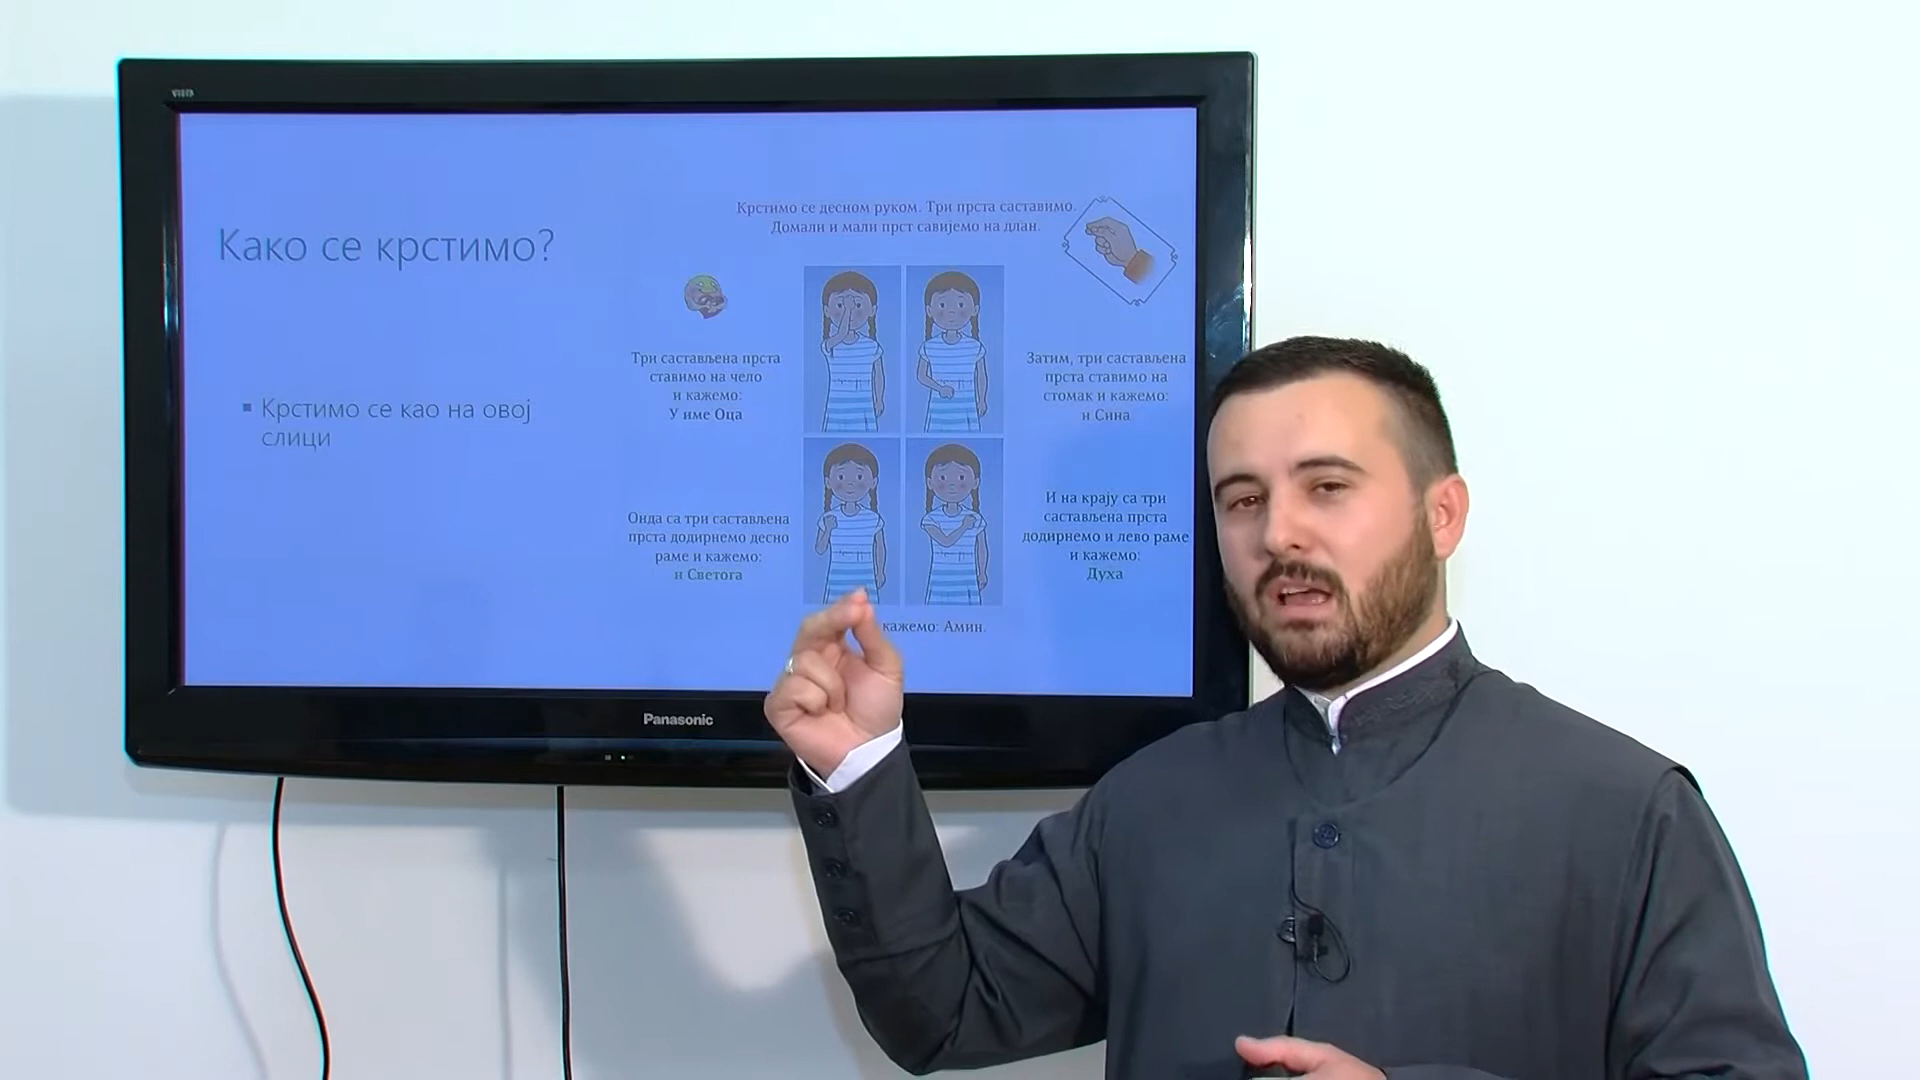 VIERA
Како се крстимо?
▪ Крстимо се као на овој
слици
Крстимо се десном руком. Три прста саставимо.
Домали и мали прст савијемо на длан.
Три састављена прста
ставимо на чело
и кажемо:
У име Оца
Затим, три састављена
прста ставимо на
стомак и кажемо:
и Сина
Онда са три састављена
прста додирнемо десно
раме и кажемо:
и Светога
И на крају са три
састављена прста
додирнемо и лево раме
и кажемо:
Духа
кажемо: Амин.
Panasonic